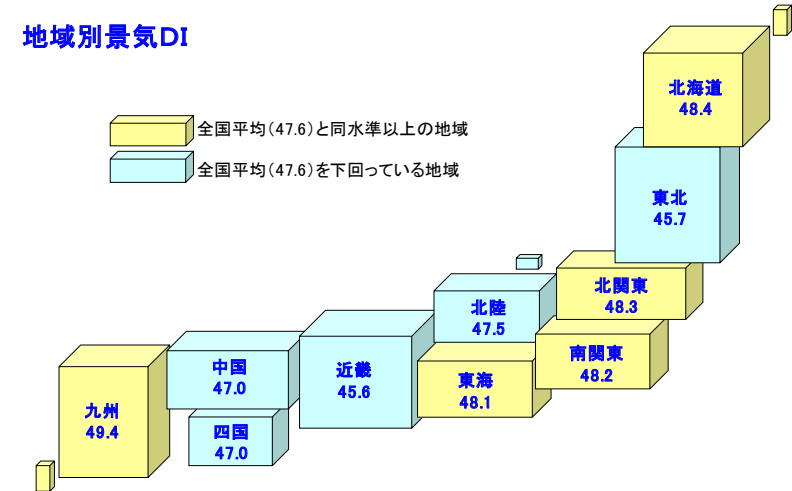 地域別景気DI
全国平均(47.6)と同水準以上の地域
全国平均(47.6)を下回っている地域
北海道
48.4
東北
45.7
北関東
48.3
北陸
47.5
南関東
48.2
東海
48.1
近畿
45.6
中国
47.0
四国
47.0
九州
49.4